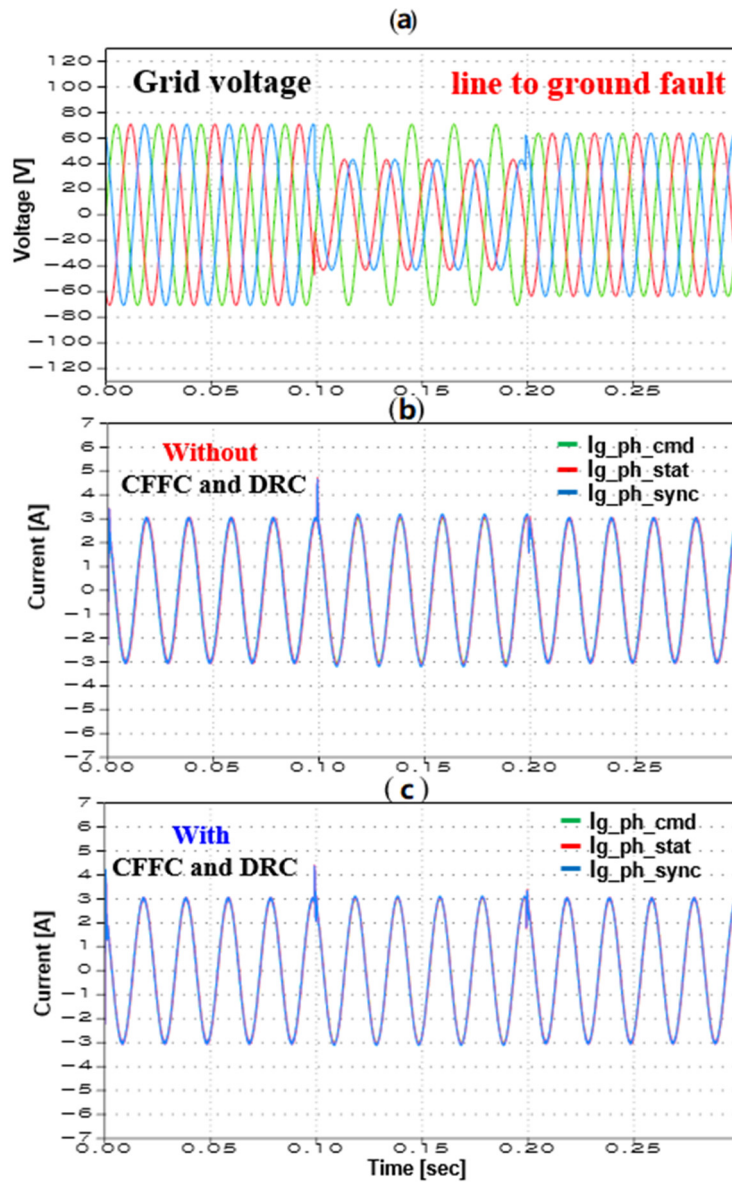 (a)
120
100
80
60
40
20
0
−20
−40
−60
−80
−100
−120
Voltage [V]
Grid voltage
line to ground fault
0.00 0.05 0.10 0.15 0.20 0.25
(b)
7
6
5
4
3
2
1
0
−1
−2
−3
−4
−5
−6
−7
Current [A]
Without
CFFC and DRC
Ig_ph_cmd
Ig_ph_stat
Ig_ph_sync
0.00 0.05 0.10 0.15 0.20 0.25
(c)
7
6
5
4
3
2
1
0
−1
−2
−3
−4
−5
−6
−7
Current [A]
With
CFFC and DRC
Ig_ph_cmd
Ig_ph_stat
Ig_ph_sync
0.00 0.05 0.10 0.15 0.20 0.25
Time [sec]